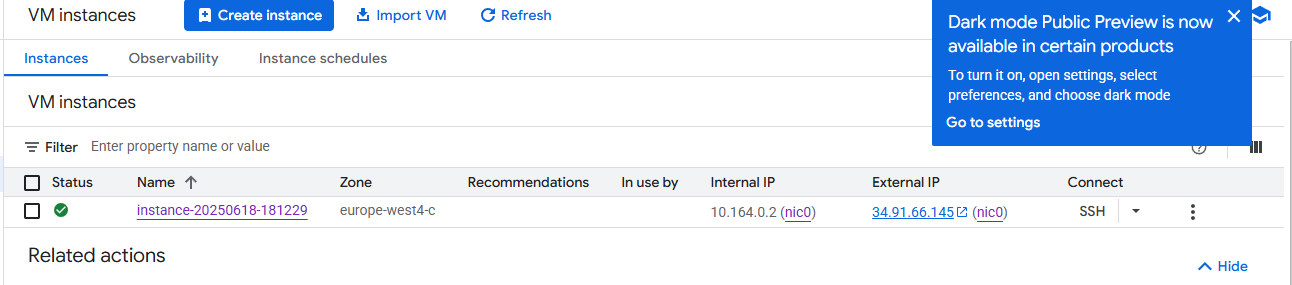 VM instances
Create instance
Import VM
Refresh
Dark mode Public Preview is now
available in certain products
To turn it on, open settings, select
preferences, and choose dark mode
Go to settings
Instances
Observability
Instance schedules
VM instances
Filter
Enter property name or value
Status
Name
Zone
Recommendations
In use by
Internal IP
External IP
Connect
instance-20250618-181229
europe-west4-c
10.164.0.2 (nic0)
34.91.66.145 (nic0)
SSH
Related actions
Hide